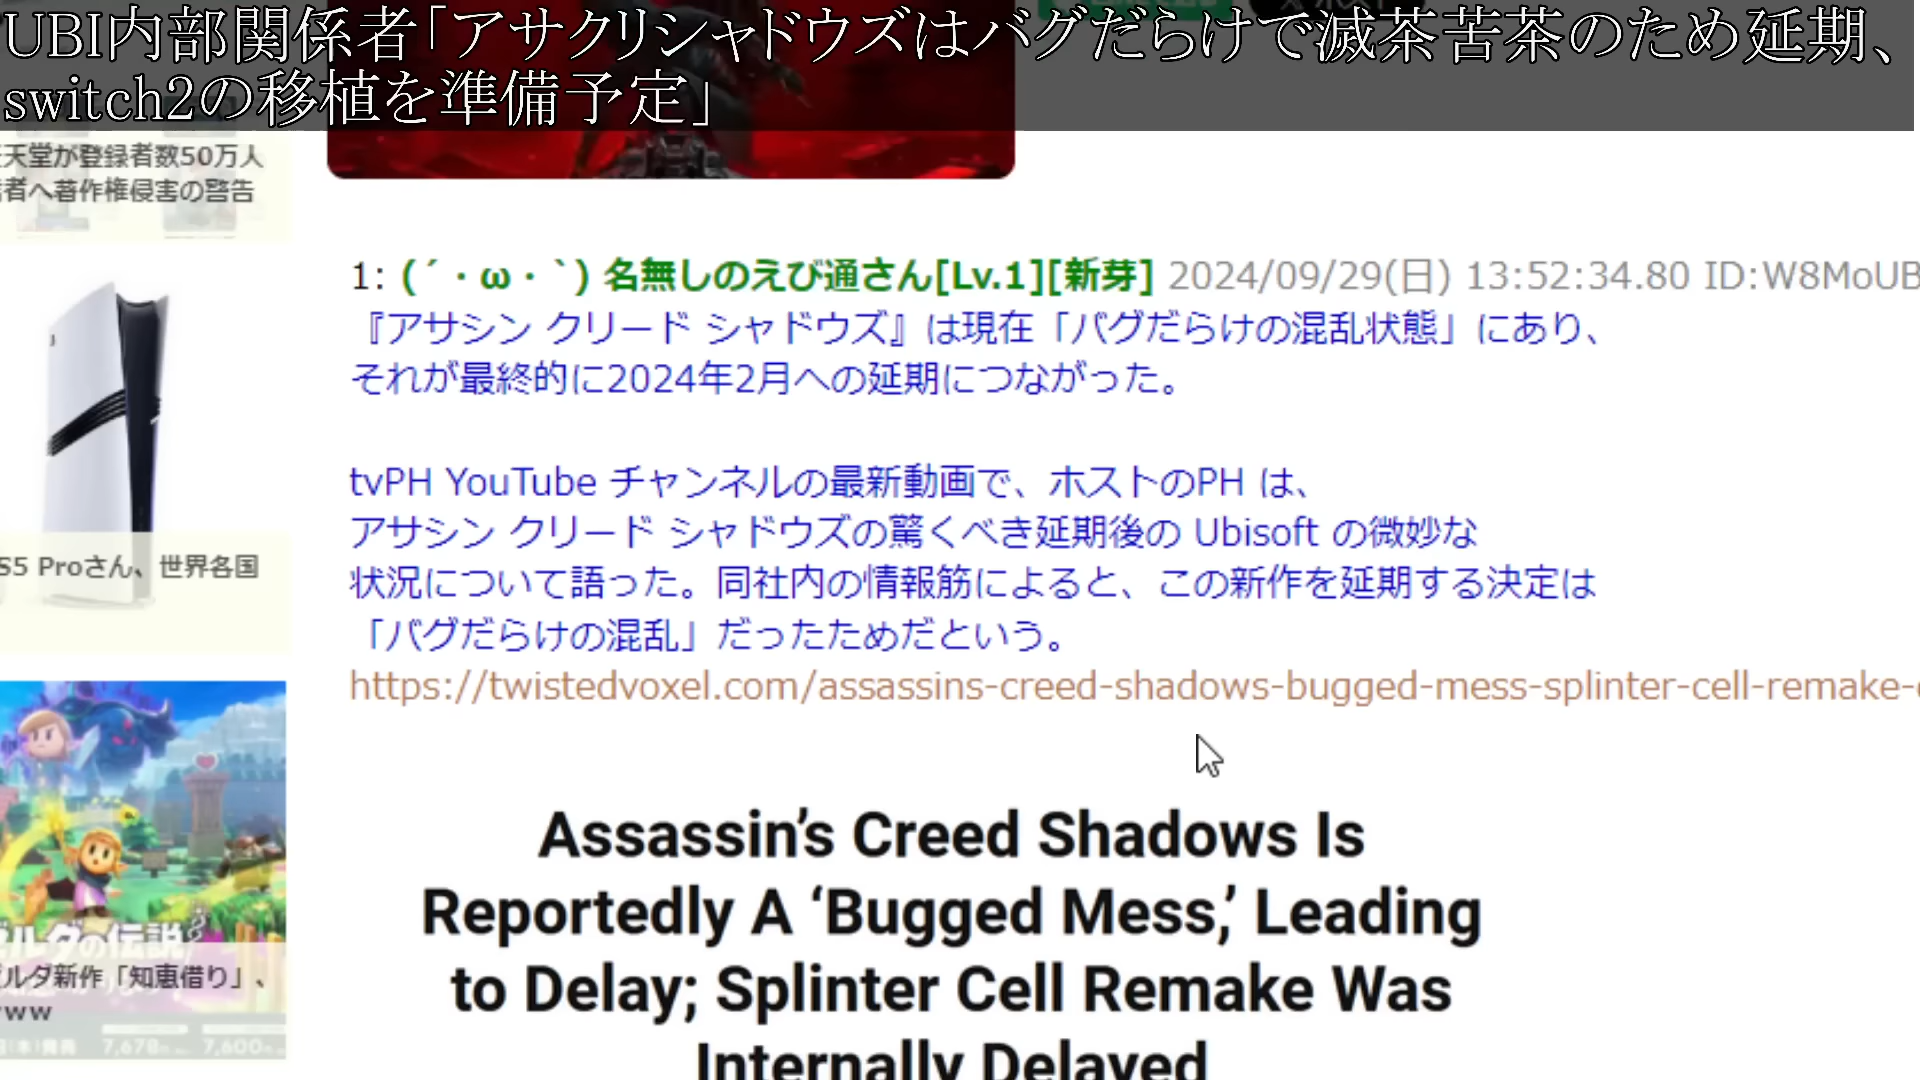 UBI内部関係者「アサクリシャドウズはバグだらけで滅茶苦茶のため延期、
switch2の移植を準備予定」
天堂が登録者数50万人
者へ著作権侵害の警告
1: (´・ω・`) 名無しのえび通さん[Lv.1][新芽] 2024/09/29(日) 13:52:34.80 ID:W8MoUB
『アサシン クリード シャドウズ』は現在「バグだらけの混乱状態」にあり、
それが最終的に2024年2月への延期につながった。
tvPH YouTube チャンネルの最新動画で、ホストのPH は、
アサシン クリード シャドウズの驚くべき延期後の Ubisoft の微妙な
状況について語った。同社内の情報筋によると、この新作を延期する決定は
「バグだらけの混乱」だったためだという。
https://twistedvoxel.com/assassins-creed-shadows-bugged-mess-splinter-cell-remake-
S5 Proさん、世界各国
Assassin’s Creed Shadows Is
Reportedly A ‘Bugged Mess,’ Leading
to Delay; Splinter Cell Remake Was
Internally Delayed
ルダの伝説
ルダ新作「知恵借り」、
ww
7,678
7,600